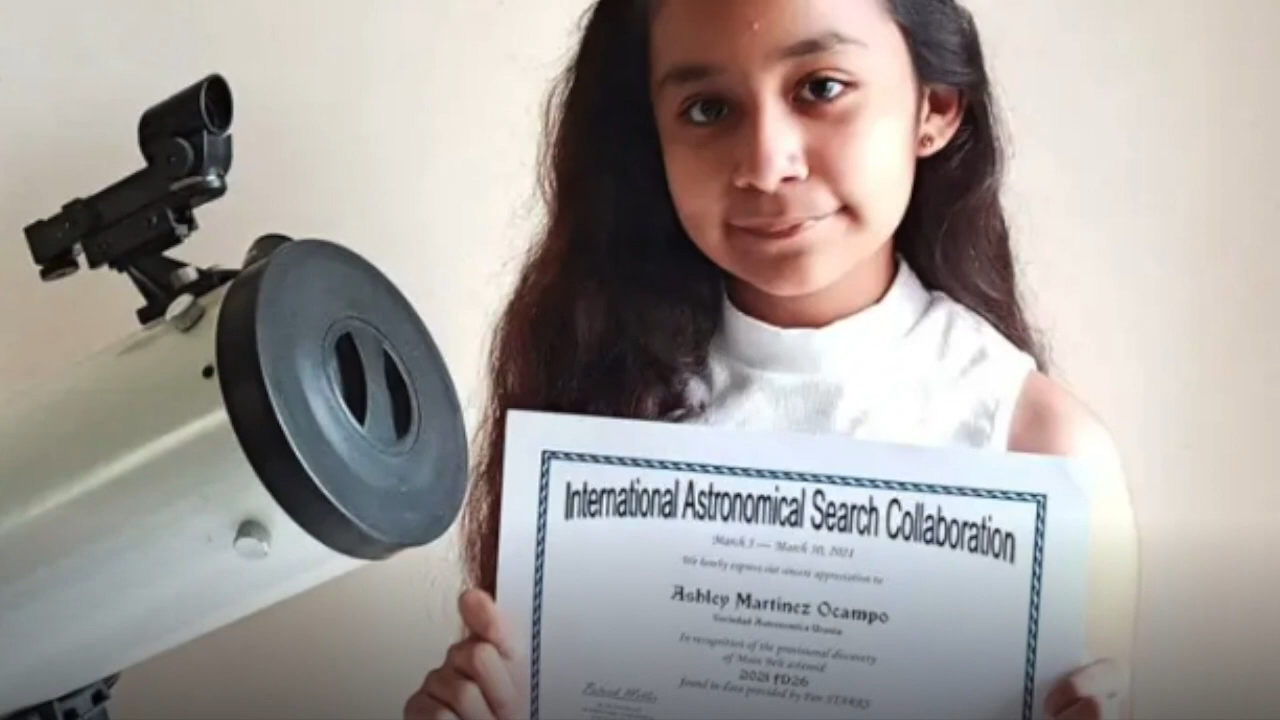 International Astronomical Search Collaboration
March 3 — March 30, 2021
We hereby express our sincere appreciation to
Ashley Martinez Ocampo
Sociedad Astronomica Urania
In recognition of the provisional discovery
of Main Belt asteroid
2021 FD26
found in data provided by Pan STARRS